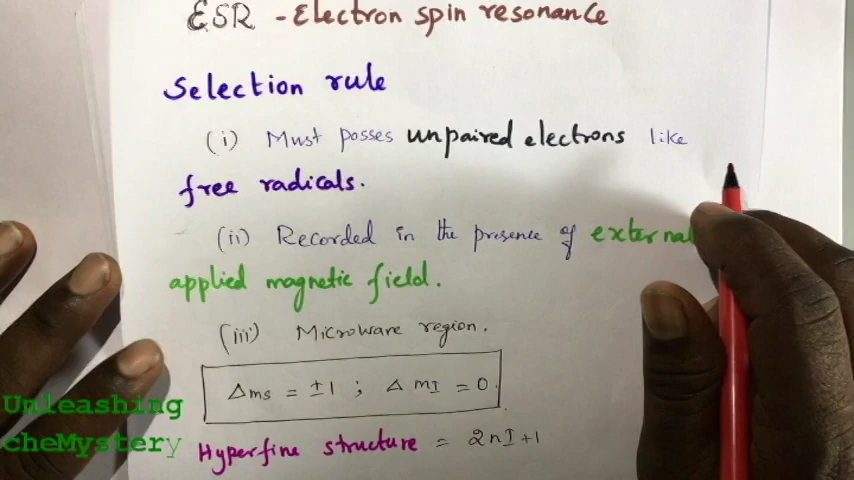 ESR - Electron spin resonance
Selection rule
(i) Must posses unpaired electrons like
free radicals.
(ii) Recorded in the presence of external
applied magnetic field.
(iii) Microware region.
Δms = ±1 ; Δ mI = 0
Hyperfine structure = 2nI+1
Unleashing
cheMystery